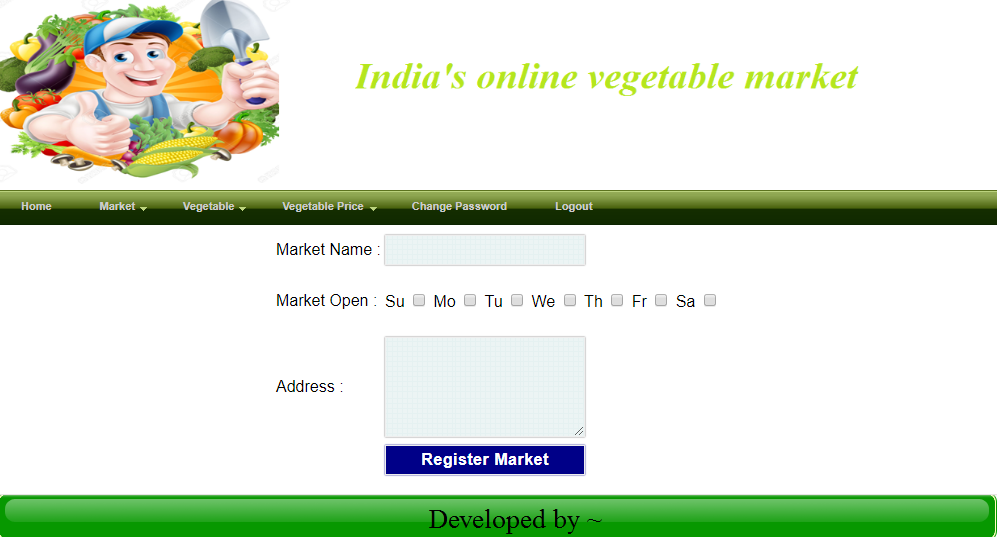 India's online vegetable market
Home Market Vegetable Vegetable Price Change Password Logout
Market Name :
Market Open : Su Mo Tu We Th Fr Sa
Address :
Register Market
Developed by ~